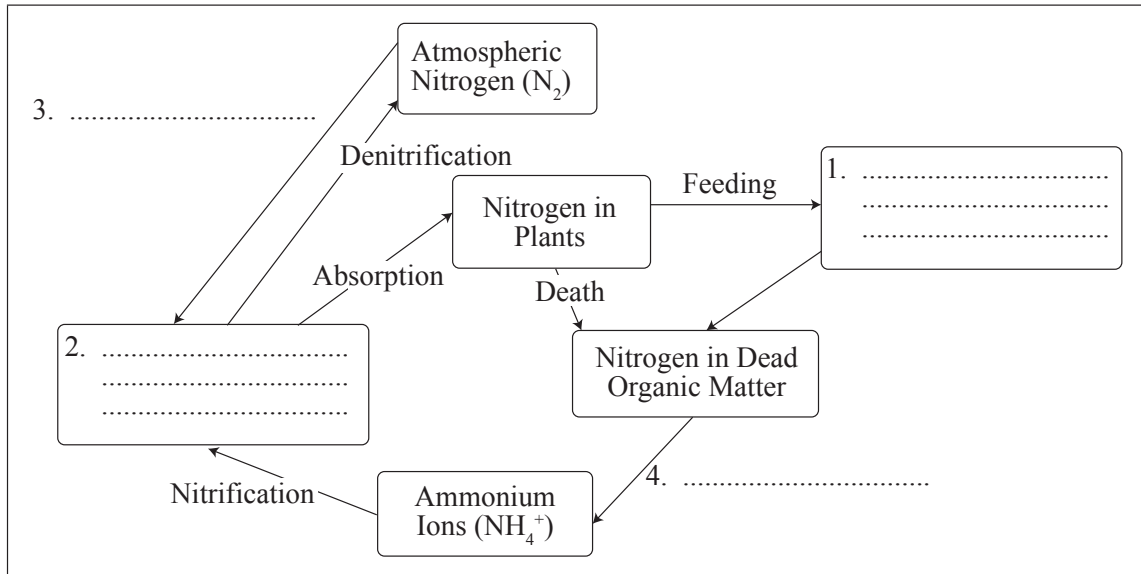 Atmospheric
Nitrogen (N₂)
3. ...................................
Denitrification
Feeding
1. ...................................
...................................
...................................
Nitrogen in
Plants
Absorption
Death
2. ...................................
...................................
...................................
Nitrogen in Dead
Organic Matter
Nitrification
Ammonium
Ions (NH₄⁺)
4. ...................................